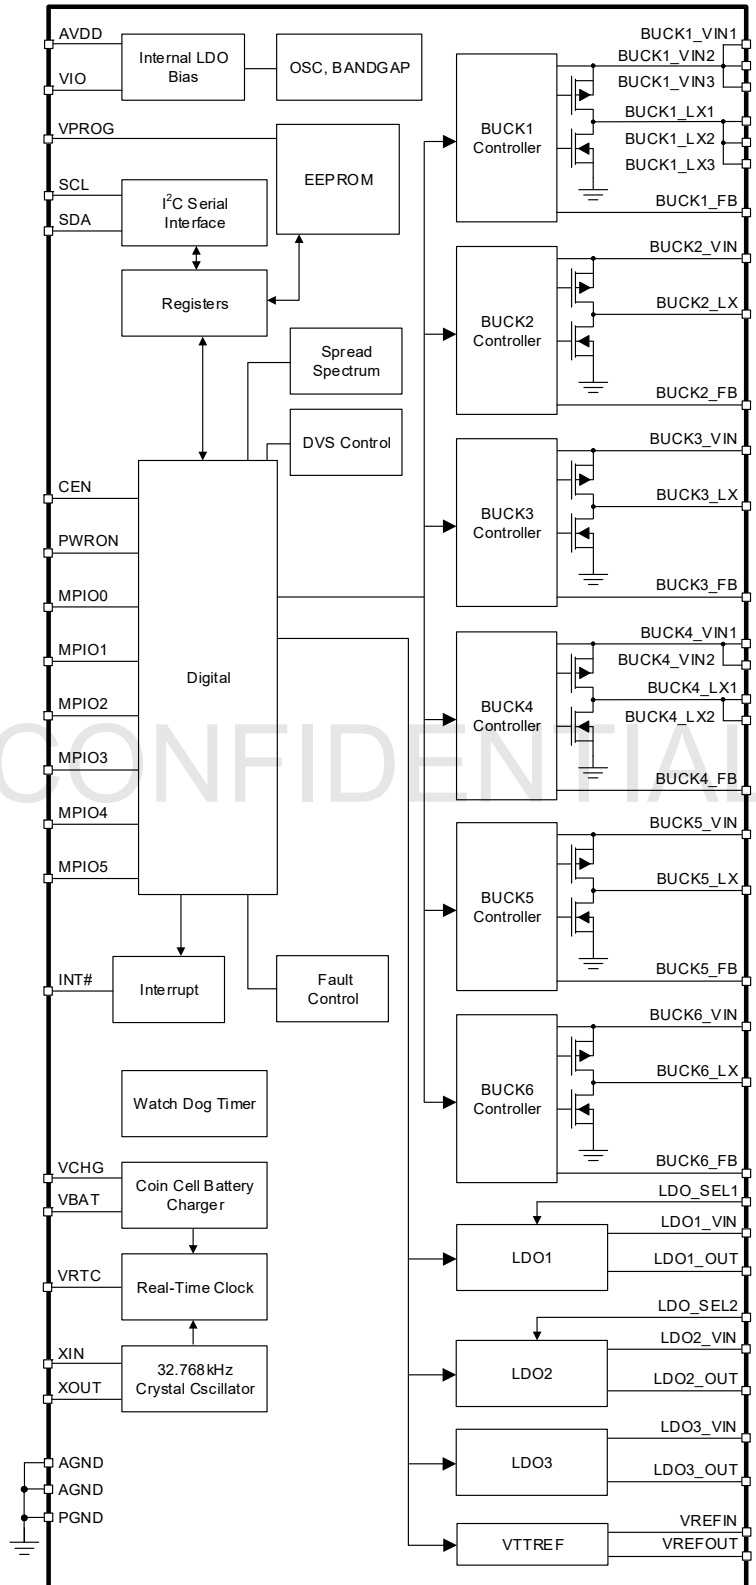 AVDD
VIO
Internal LDO
Bias
OSC, BANDGAP
VPROG
EEPROM
SCL
SDA
I2C Serial
Interface
Registers
Spread
Spectrum
DVS Control
CEN
PWRON
MPIO0
MPIO1
MPIO2
MPIO3
MPIO4
MPIO5
Digital
INT#
Interrupt
Fault
Control
Watch Dog Timer
VCHG
VBAT
Coin Cell Battery
Charger
VRTC
Real-Time Clock
XIN
XOUT
32.768kHz
Crystal Oscillator
AGND
AGND
PGND
BUCK1
Controller
BUCK1_VIN1
BUCK1_VIN2
BUCK1_VIN3
BUCK1_LX1
BUCK1_LX2
BUCK1_LX3
BUCK1_FB
BUCK2
Controller
BUCK2_VIN
BUCK2_LX
BUCK2_FB
BUCK3
Controller
BUCK3_VIN
BUCK3_LX
BUCK3_FB
BUCK4
Controller
BUCK4_VIN1
BUCK4_VIN2
BUCK4_LX1
BUCK4_LX2
BUCK4_FB
BUCK5
Controller
BUCK5_VIN
BUCK5_LX
BUCK5_FB
BUCK6
Controller
BUCK6_VIN
BUCK6_LX
BUCK6_FB
LDO_SEL1
LDO1
LDO1_VIN
LDO1_OUT
LDO_SEL2
LDO2
LDO2_VIN
LDO2_OUT
LDO3
LDO3_VIN
LDO3_OUT
VTTREF
VREFIN
VREFOUT
CONFIDENTIAL